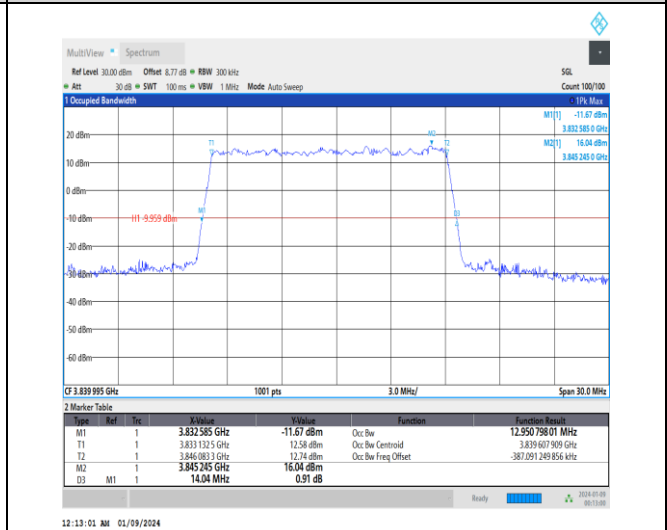 MultiView Spectrum
Ref Level 30.00 dBm Offset 8.77 dB RBW 300 kHz SGL
Att 30 dB SWT 100 ms VBW 1 MHz Mode Auto Sweep Count 100/100
1 Occupied Bandwidth 1Pk Max
M1[1] -11.67 dBm
3.832 585 0 GHz
M2[1] 16.04 dBm
3.845 245 0 GHz
20 dBm
T1
M2
T2
10 dBm
0 dBm
M1
D3
-10 dBm
H1 -9.959 dBm
-20 dBm
-30 dBm
-40 dBm
-50 dBm
-60 dBm
CF 3.839 995 GHz 1001 pts 3.0 MHz/ Span 30.0 MHz
2 Marker Table
Type Ref Trc X-Value Y-Value Function Function Result
M1 1 3.832 585 GHz -11.67 dBm Occ Bw 12.950 798 01 MHz
T1 1 3.833 132 5 GHz 12.58 dBm Occ Bw Centroid 3.839 607 909 GHz
T2 1 3.846 083 3 GHz 12.74 dBm Occ Bw Freq Offset -387.091 249 856 kHz
M2 1 3.845 245 GHz 16.04 dBm
D3 M1 1 14.04 MHz 0.91 dB
Ready 2024-01-09
00:13:00
12:13:01 AM 01/09/2024